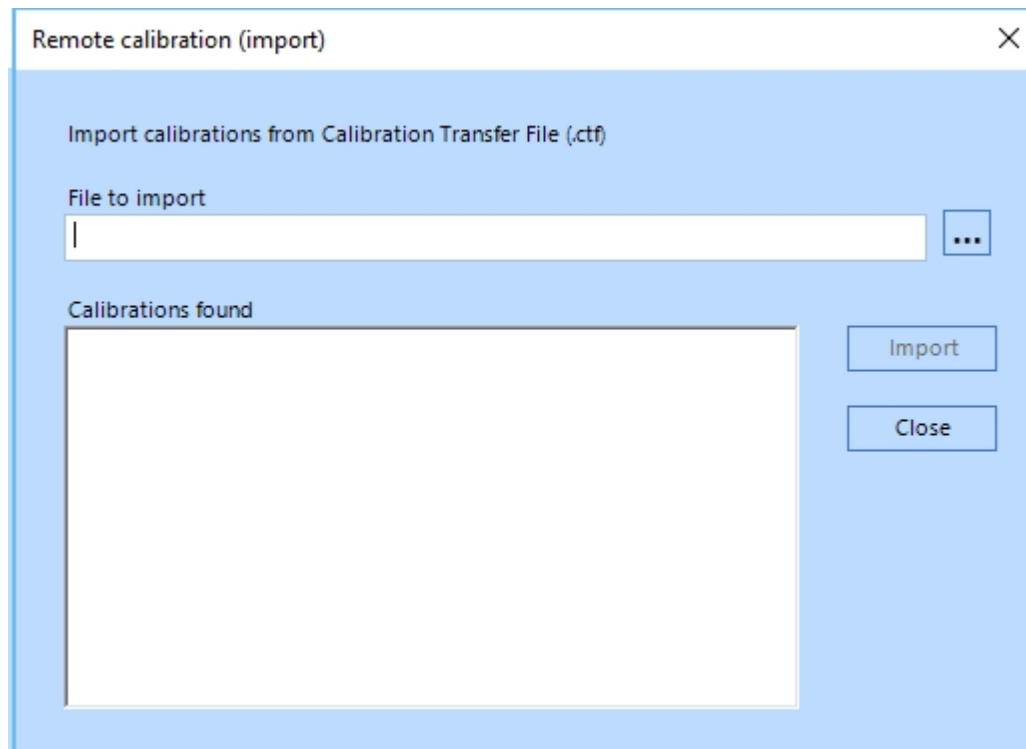 Remote calibration (import)
Import calibrations from Calibration Transfer File (.ctf)
File to import
...
Calibrations found
Import
Close